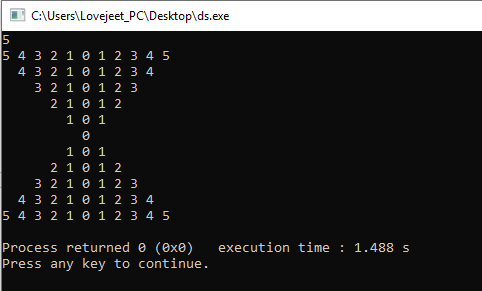 C:\Users\Lovejeet_PC\Desktop\ds.exe
5
5 4 3 2 1 0 1 2 3 4 5
  4 3 2 1 0 1 2 3 4
    3 2 1 0 1 2 3
      2 1 0 1 2
        1 0 1
          0
        1 0 1
      2 1 0 1 2
    3 2 1 0 1 2 3
  4 3 2 1 0 1 2 3 4
5 4 3 2 1 0 1 2 3 4 5
Process returned 0 (0x0)   execution time : 1.488 s
Press any key to continue.